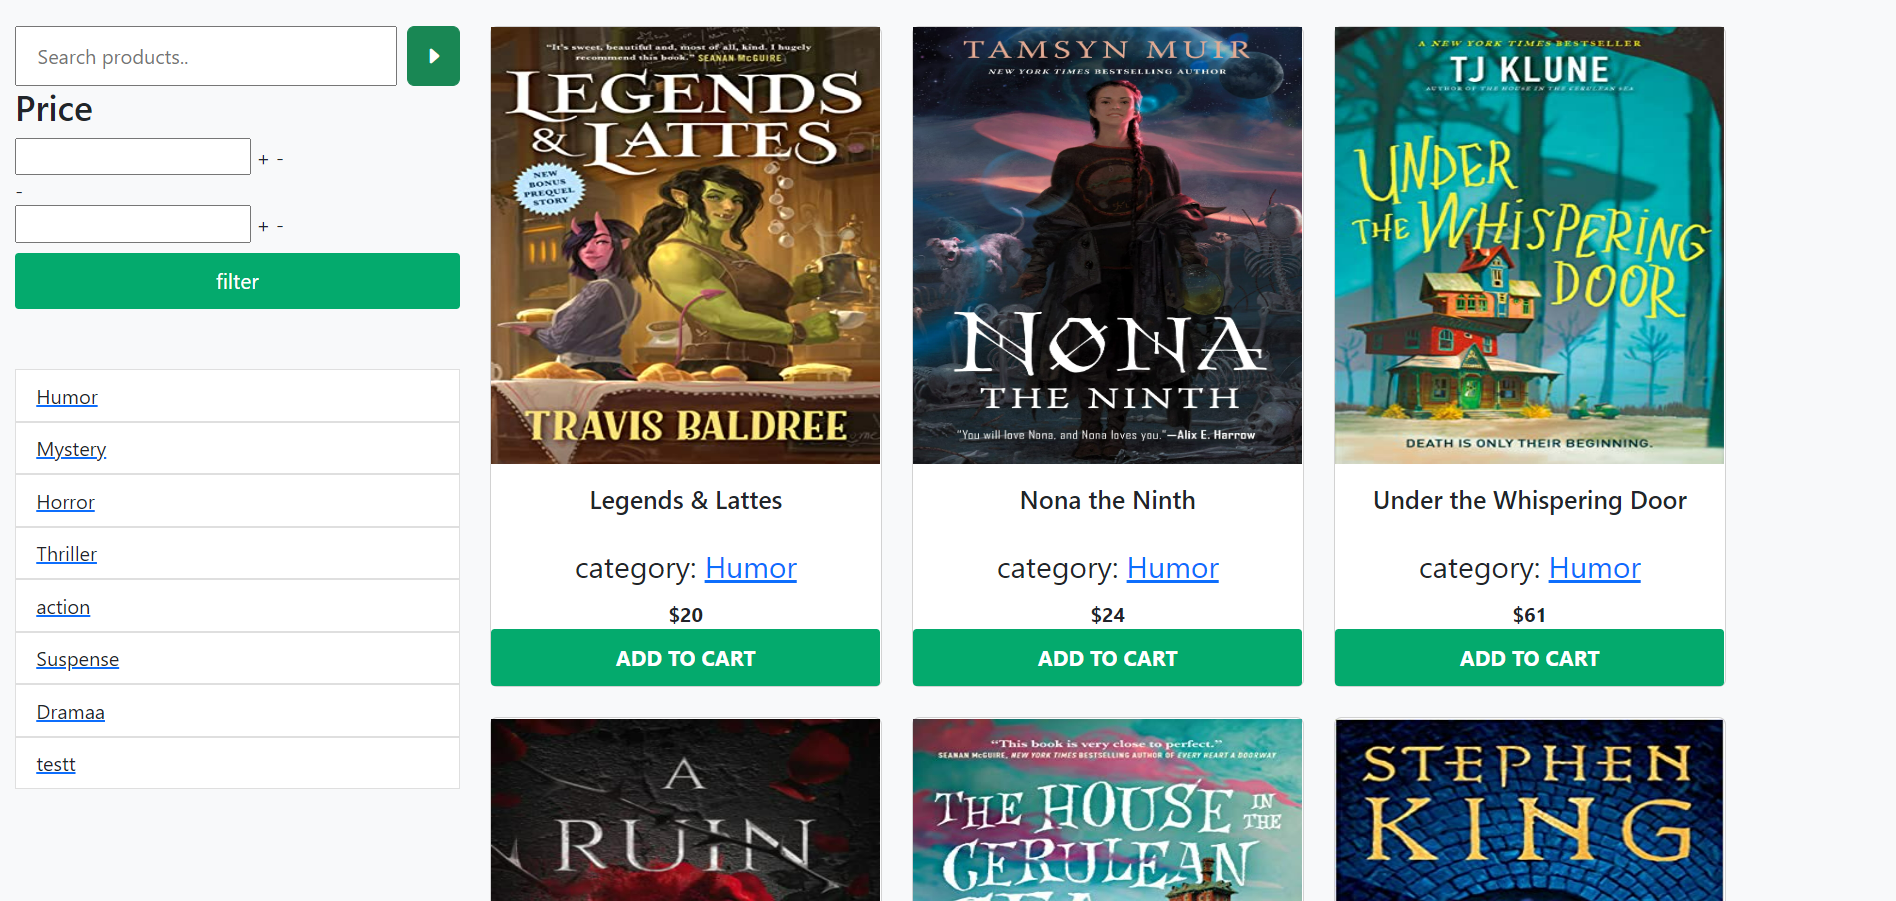 Search products..
Price
+ -
-
+ -
filter
Humor
Mystery
Horror
Thriller
action
Suspense
Dramaa
testt
"It's sweet, beautiful and, most of all, kind. I hugely
recommend this book." SEANAN McGUIRE
LEGENDS
& LATTES
NEW
BONUS
PREQUEL
STORY
TRAVIS BALDREE
Legends & Lattes
category: Humor
$20
ADD TO CART
TAMSYN MUIR
NEW YORK TIMES BESTSELLING AUTHOR
NONA
THE NINTH
"You will love Nona, and Nona loves you."—Alix E. Harrow
Nona the Ninth
category: Humor
$24
ADD TO CART
A NEW YORK TIMES BESTSELLER
TJ KLUNE
AUTHOR OF THE HOUSE IN THE CERULEAN SEA
UNDER
THE WHISPERING
DOOR
DEATH IS ONLY THEIR BEGINNING.
Under the Whispering Door
category: Humor
$61
ADD TO CART
A
RUIN
"This book is very close to perfect."
SEANAN McGUIRE, NEW YORK TIMES BESTSELLING AUTHOR OF EVERY HEART A DOORWAY
THE HOUSE IN THE
CERULEAN
SEA
STEPHEN
KING